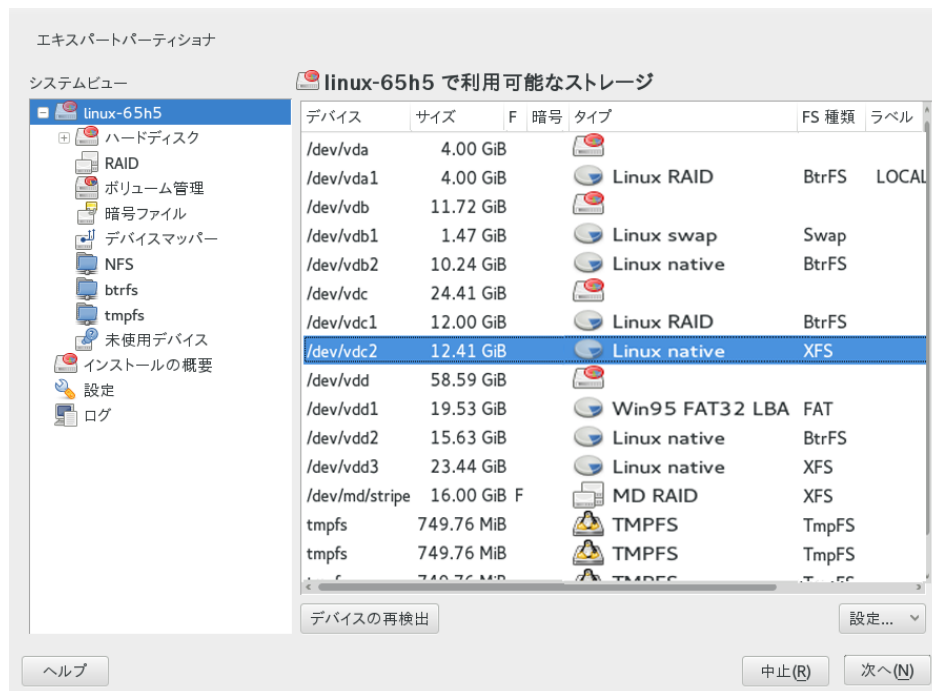 エキスパートパーティショナ
システムビュー
linux-65h5
ハードディスク
RAID
ボリューム管理
暗号ファイル
デバイスマッパー
NFS
btrfs
tmpfs
未使用デバイス
インストールの概要
設定
ログ
linux-65h5 で利用可能なストレージ
デバイス サイズ F 暗号 タイプ FS 種類 ラベル
/dev/vda 4.00 GiB
/dev/vda1 4.00 GiB Linux RAID BtrFS LOCAL
/dev/vdb 11.72 GiB
/dev/vdb1 1.47 GiB Linux swap Swap
/dev/vdb2 10.24 GiB Linux native BtrFS
/dev/vdc 24.41 GiB
/dev/vdc1 12.00 GiB Linux RAID BtrFS
/dev/vdc2 12.41 GiB Linux native XFS
/dev/vdd 58.59 GiB
/dev/vdd1 19.53 GiB Win95 FAT32 LBA FAT
/dev/vdd2 15.63 GiB Linux native BtrFS
/dev/vdd3 23.44 GiB Linux native XFS
/dev/md/stripe 16.00 GiB F MD RAID XFS
tmpfs 749.76 MiB TMPFS TmpFS
tmpfs 749.76 MiB TMPFS TmpFS
デバイスの再検出 設定...
ヘルプ 中止(R) 次へ(N)